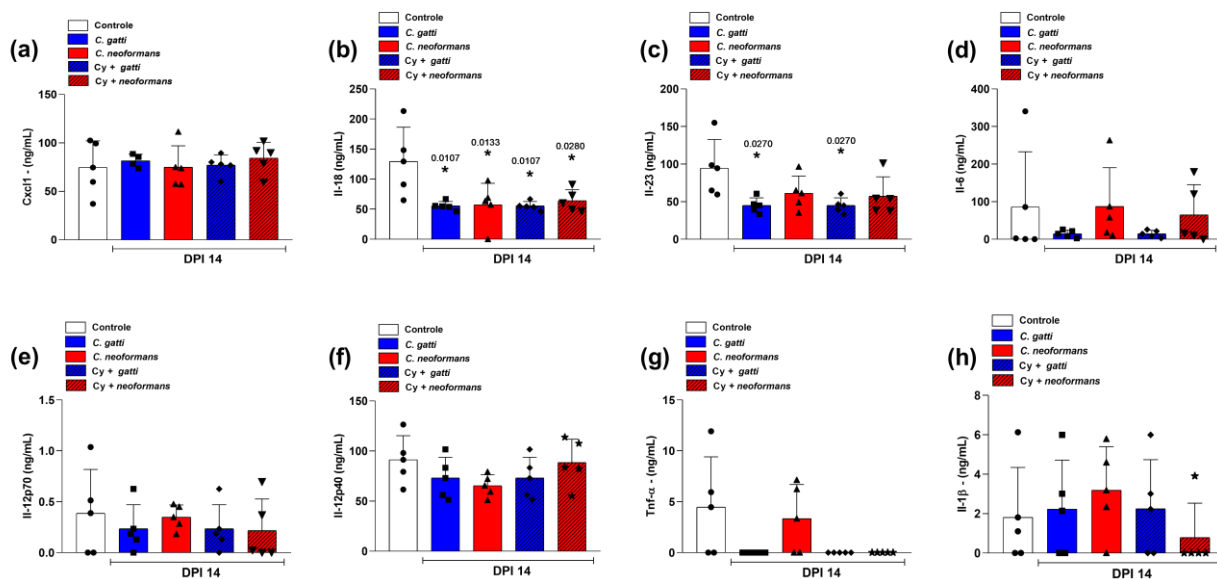 (a)
Controle
C. gatti
C. neoformans
Cy + gatti
Cy + neoformans
Cxcl1 - (ng/mL)
150
100
50
0
DPI 14
(b)
Controle
C. gatti
C. neoformans
Cy + gatti
Cy + neoformans
Il-18 (ng/mL)
250
200
150
100
50
0
0.0107
*
0.0133
*
0.0107
*
0.0280
*
DPI 14
(c)
Controle
C. gatti
C. neoformans
Cy + gatti
Cy + neoformans
Il-23 (ng/mL)
200
150
100
50
0
0.0270
*
0.0270
*
DPI 14
(d)
Controle
C. gatti
C. neoformans
Cy + gatti
Cy + neoformans
Il-6 (ng/mL)
400
300
200
100
0
DPI 14
(e)
Controle
C. gatti
C. neoformans
Cy + gatti
Cy + neoformans
Il-12p70 (ng/mL)
1.5
1.0
0.5
0.0
DPI 14
(f)
Controle
C. gatti
C. neoformans
Cy + gatti
Cy + neoformans
Il-12p40 (ng/mL)
150
100
50
0
DPI 14
(g)
Controle
C. gatti
C. neoformans
Cy + gatti
Cy + neoformans
Tnf-α - (ng/mL)
15
10
5
0
DPI 14
(h)
Controle
C. gatti
C. neoformans
Cy + gatti
Cy + neoformans
Il-1β - (ng/mL)
8
6
4
2
0
DPI 14